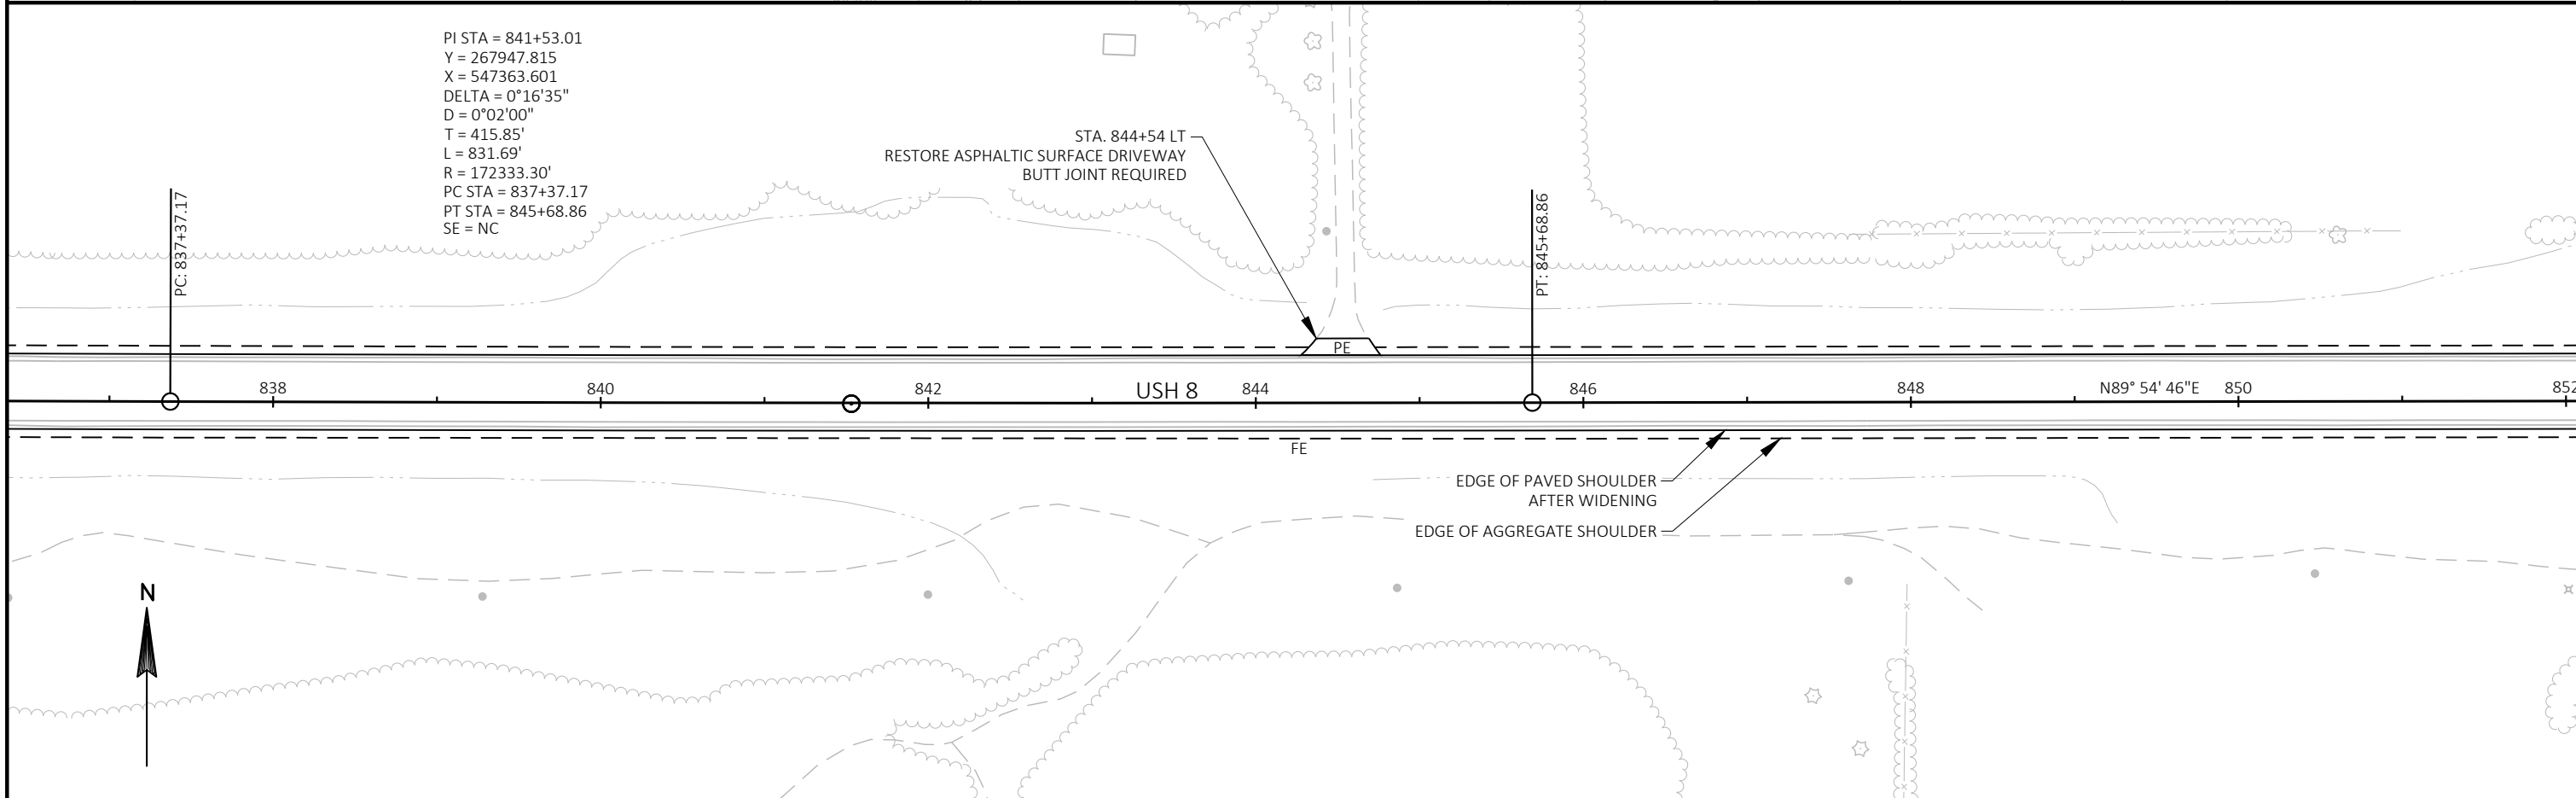 PI STA = 841+53.01
Y = 267947.815
X = 547363.601
DELTA = 0°16'35"
D = 0°02'00"
T = 415.85'
L = 831.69'
R = 172333.30'
PC STA = 837+37.17
PT STA = 845+68.86
SE = NC
STA. 844+54 LT
RESTORE ASPHALTIC SURFACE DRIVEWAY
BUTT JOINT REQUIRED
PC: 837+37.17
PT: 845+68.86
PE
838
840
842
USH 8
844
846
848
N89° 54' 46"E
850
852
FE
EDGE OF PAVED SHOULDER
AFTER WIDENING
EDGE OF AGGREGATE SHOULDER
N